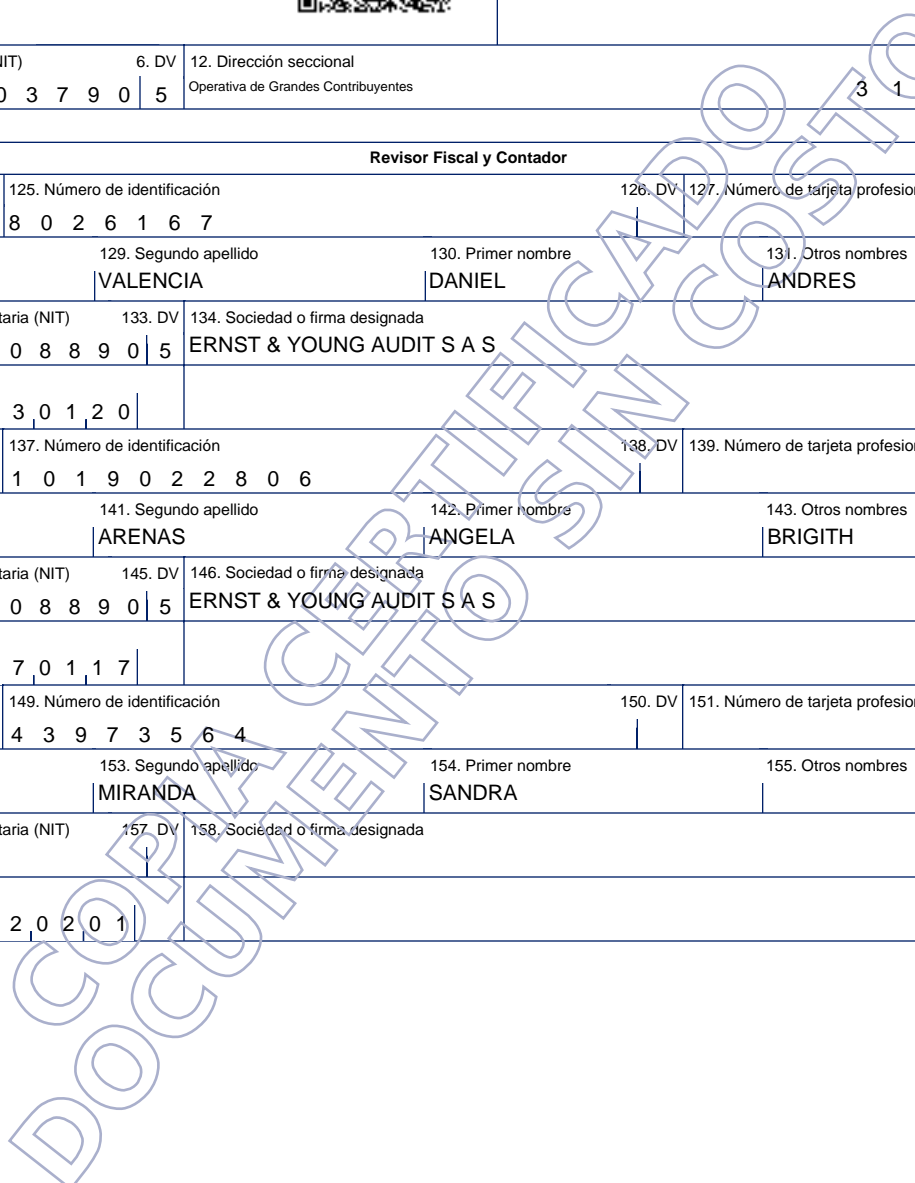 6. DV 12. Dirección seccional
0 3 7 9 0 5 Operativa de Grandes Contribuyentes 3 1
Revisor Fiscal y Contador
125. Número de identificación 126. DV 127. Número de tarjeta
8 0 2 6 1 6 7
129. Segundo apellido 130. Primer nombre 131. Otros nombres
VALENCIA DANIEL ANDRES
(NIT) 133. DV 134. Sociedad o firma designada
0 8 8 9 0 5 ERNST & YOUNG AUDIT S A S
3 0 1 2 0
137. Número de identificación 138. DV 139. Número de tarjeta
1 0 1 9 0 2 2 8 0 6
141. Segundo apellido 142. Primer nombre 143. Otros nombres
ARENAS ANGELA BRIGITH
(NIT) 145. DV 146. Sociedad o firma designada
0 8 8 9 0 5 ERNST & YOUNG AUDIT S A S
7 0 1 1 7
149. Número de identificación 150. DV 151. Número de tarjeta
4 3 9 7 3 5 6 4
153. Segundo apellido 154. Primer nombre 155. Otros nombres
MIRANDA SANDRA
(NIT) 157. DV 158. Sociedad o firma designada
2 0 2 0 1
COPIA CERTIFICADO
DOCUMENTO SIN COSTO